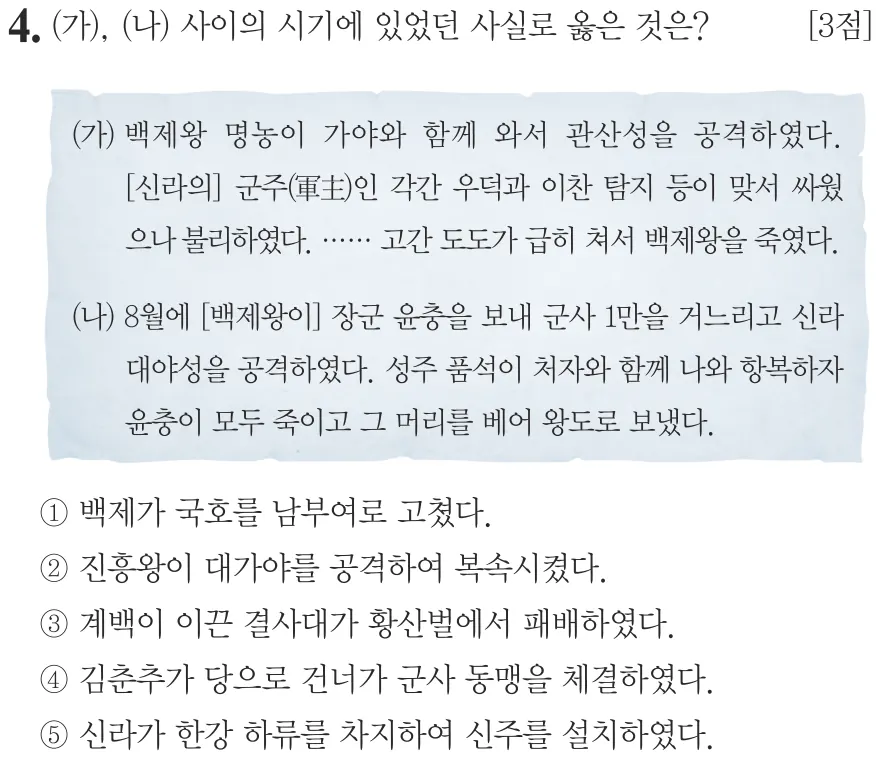 4. (가), (나) 사이의 시기에 있었던 사실로 옳은 것은? [3점]
(가) 백제왕 명농이 가야와 함께 와서 관산성을 공격하였다.
[신라의] 군주(軍主)인 각간 우덕과 이찬 탐지 등이 맞서 싸웠
으나 불리하였다. …… 고간 도도가 급히 쳐서 백제왕을 죽였다.
(나) 8월에 [백제왕이] 장군 윤충을 보내 군사 1만을 거느리고 신라
대야성을 공격하였다. 성주 품석이 처자와 함께 나와 항복하자
윤충이 모두 죽이고 그 머리를 베어 왕도로 보냈다.
① 백제가 국호를 남부여로 고쳤다.
② 진흥왕이 대가야를 공격하여 복속시켰다.
③ 계백이 이끈 결사대가 황산벌에서 패배하였다.
④ 김춘추가 당으로 건너가 군사 동맹을 체결하였다.
⑤ 신라가 한강 하류를 차지하여 신주를 설치하였다.